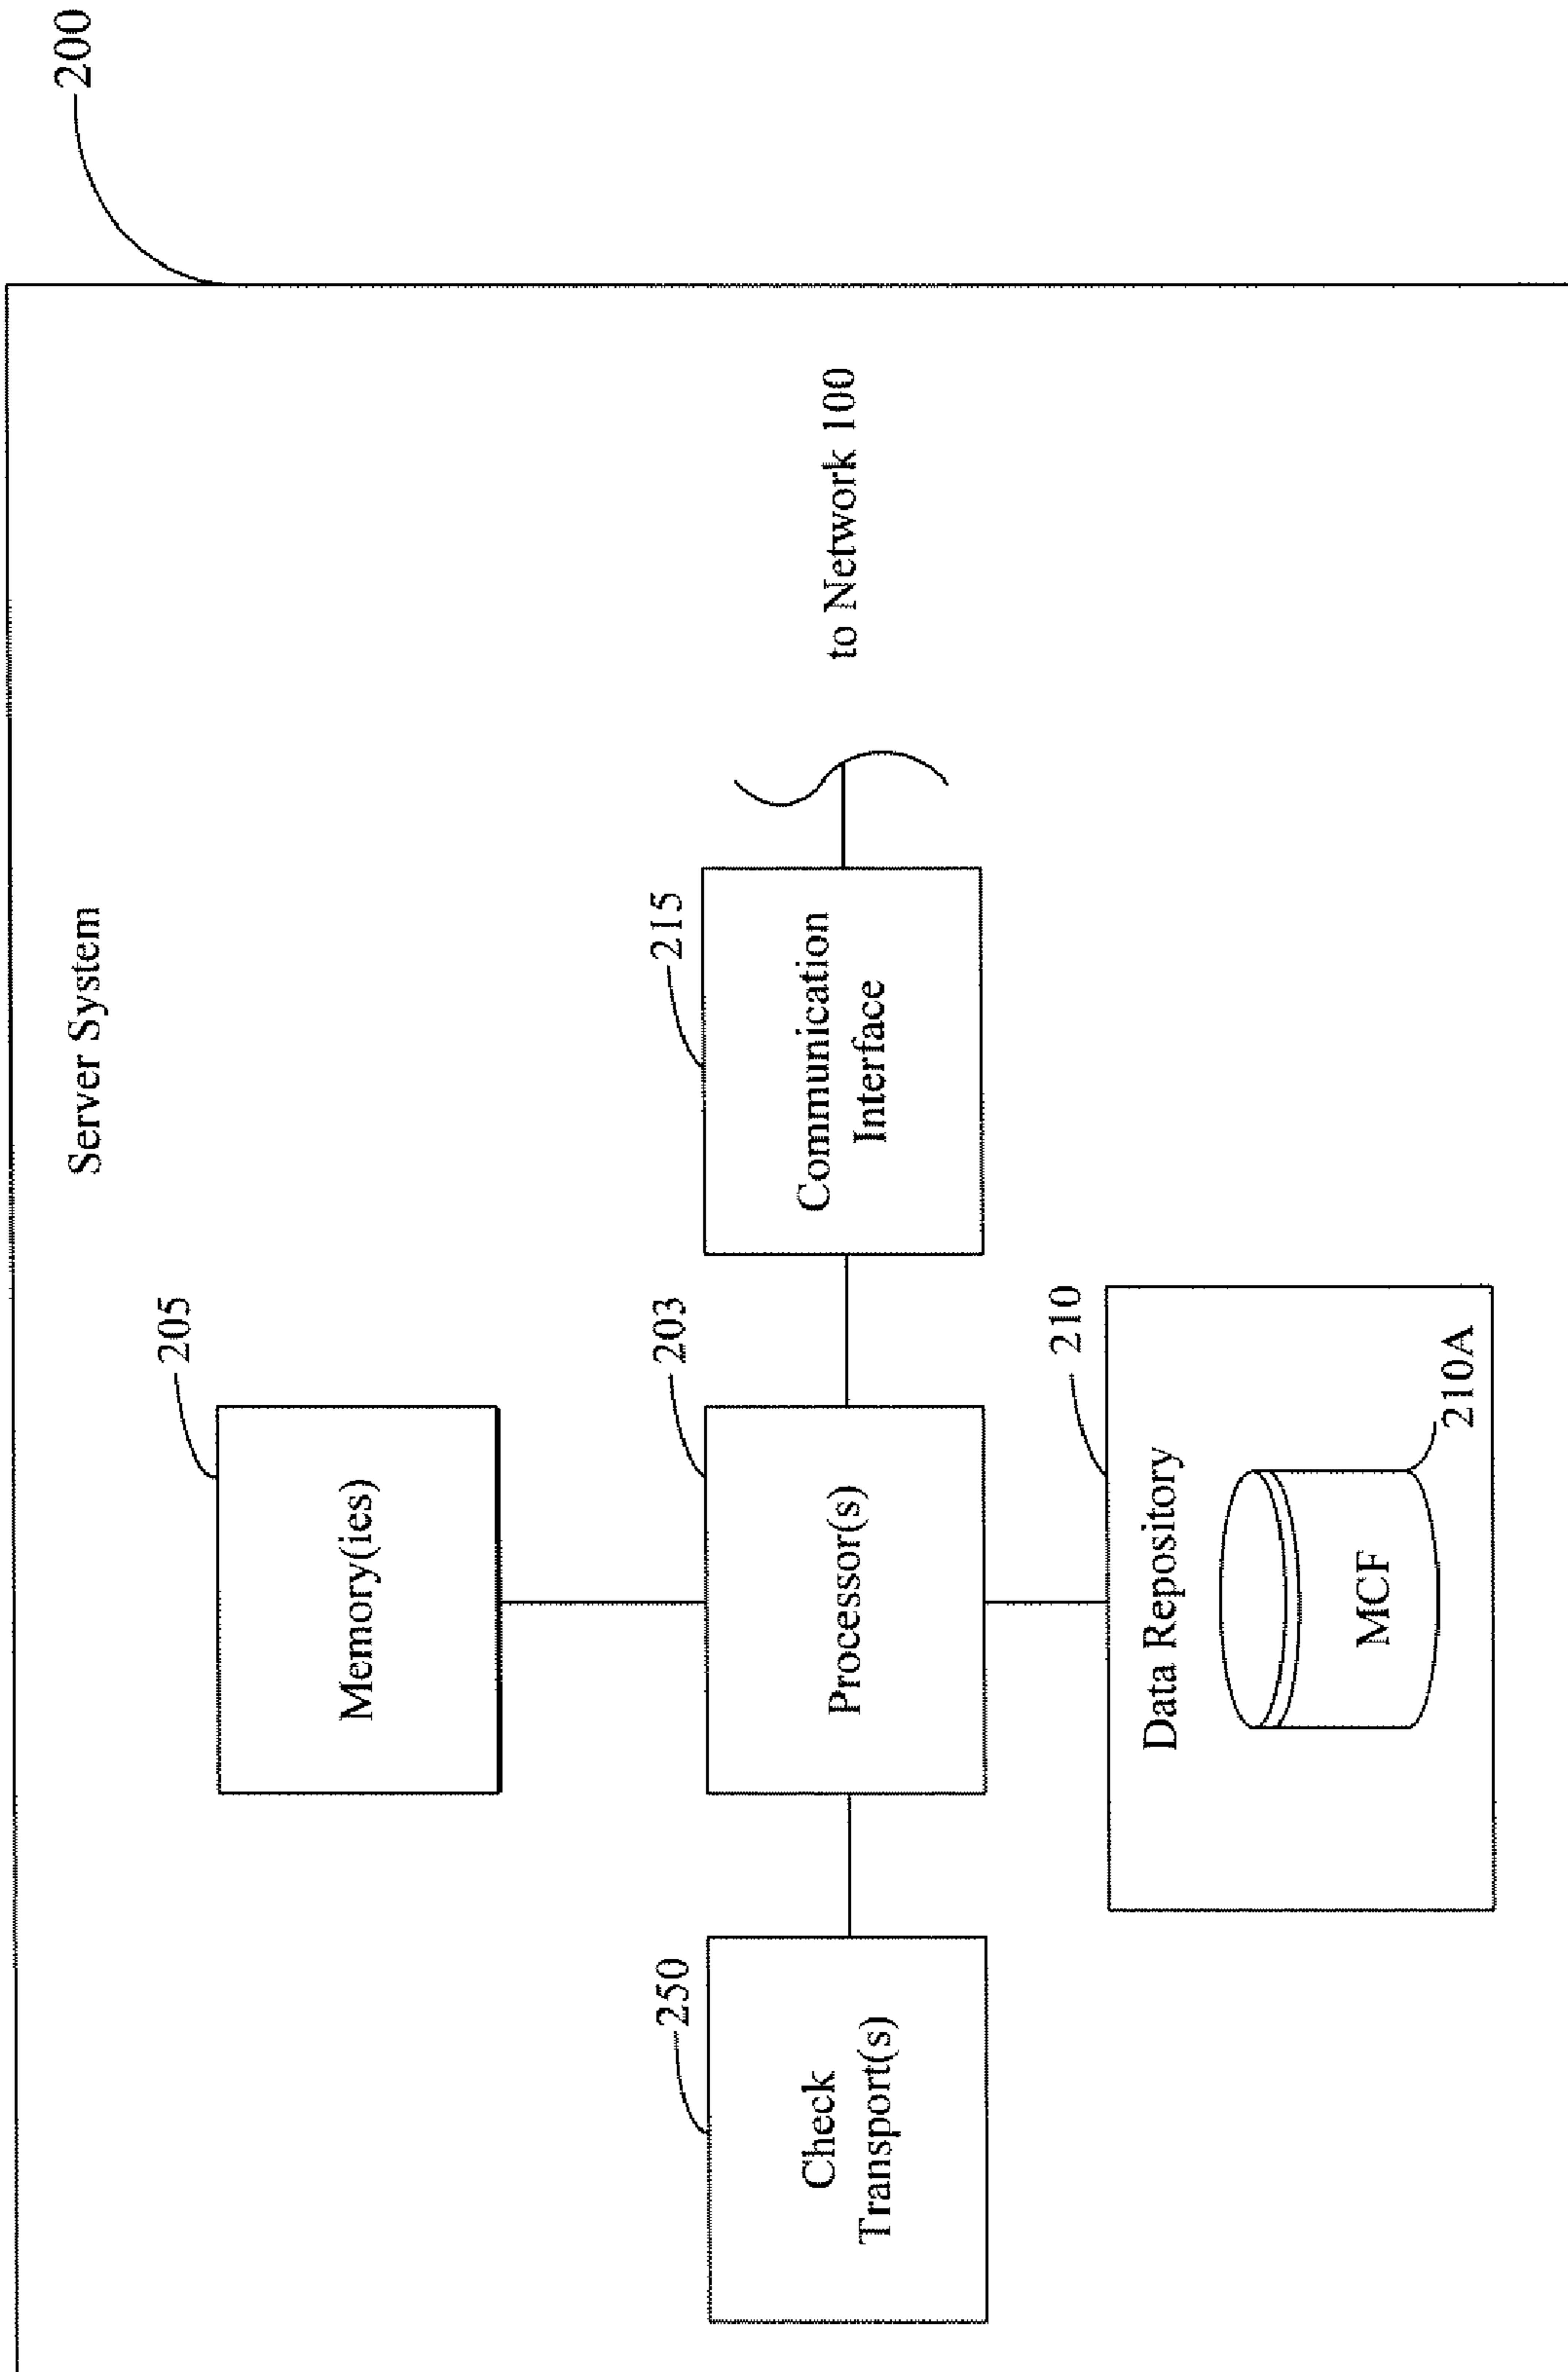 200
Server System
205
Memory(ies)
250
Check
Transport(s)
203
Processor(s)
215
Communication
Interface
to Network 100
210
Data Repository
MCF
210A